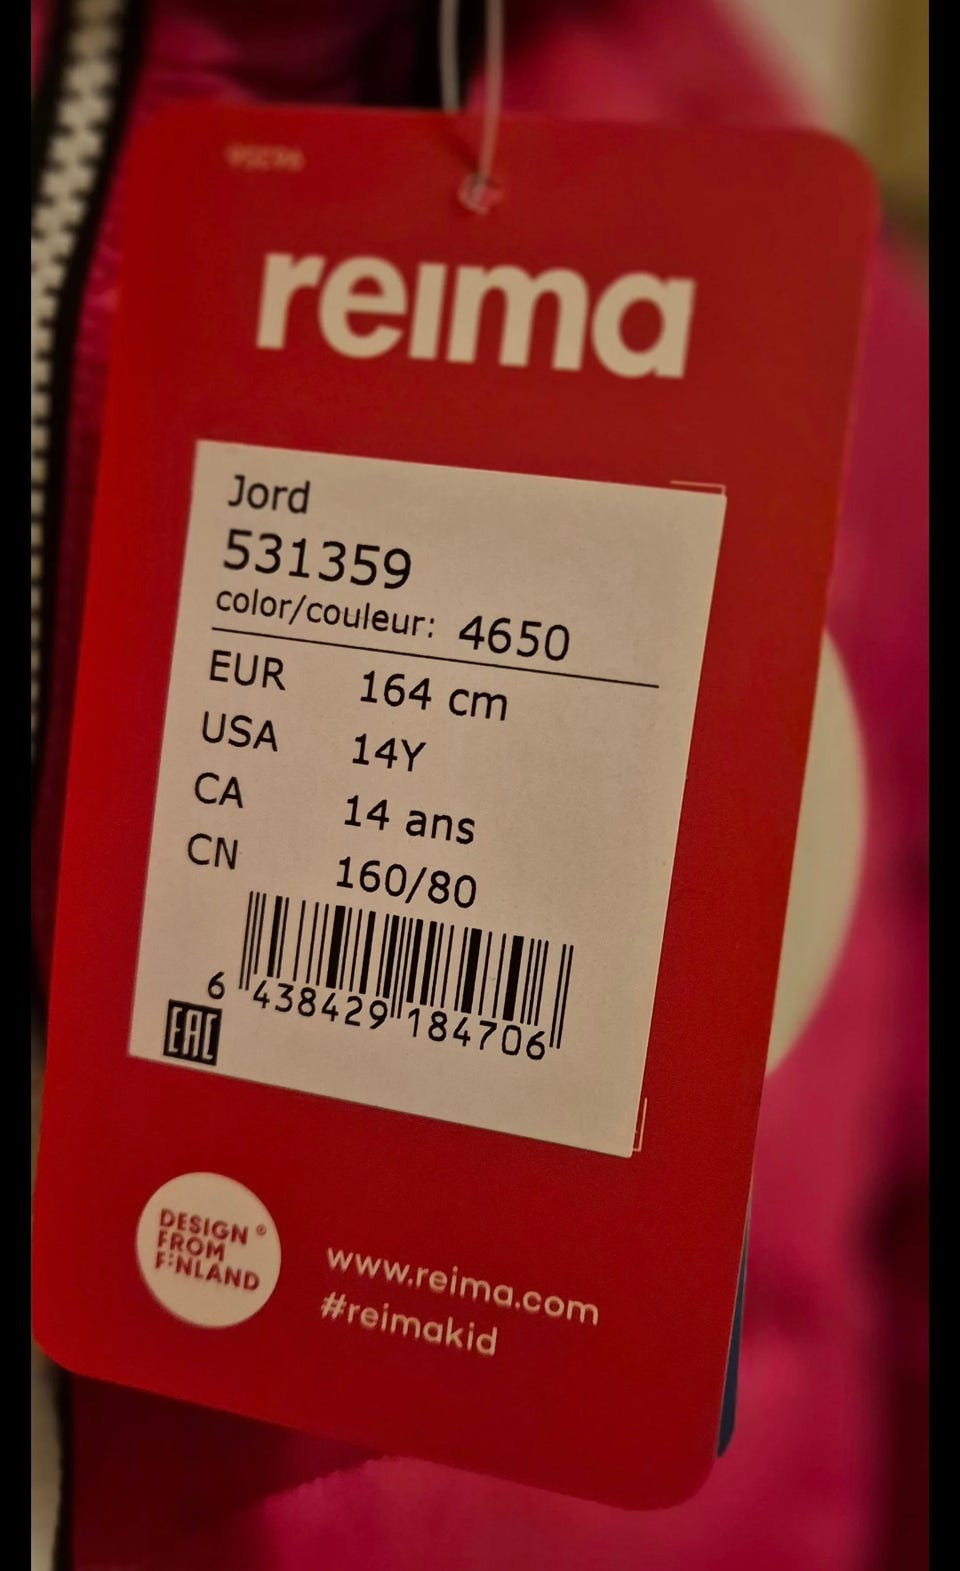 reima
Jord
531359
color/couleur: 4650
EUR 164 cm
USA 14Y
CA 14 ans
CN 160/80
6 438429 184706
EAC
DESIGN ®
FROM
FINLAND
www.reima.com
#reimakid